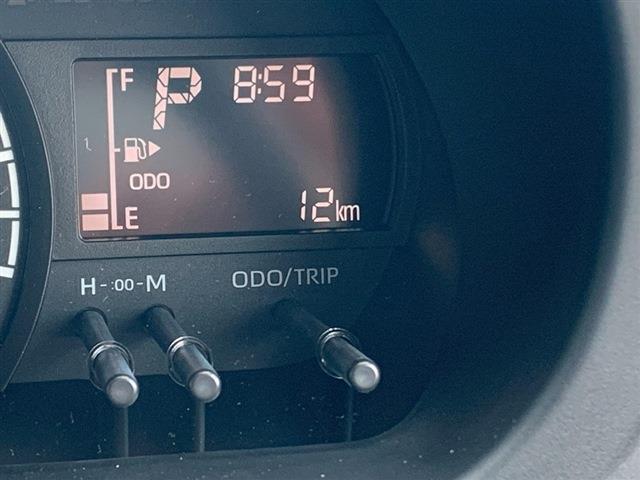 F P 8:59
ODO
E 12km
H-:00-M ODO/TRIP